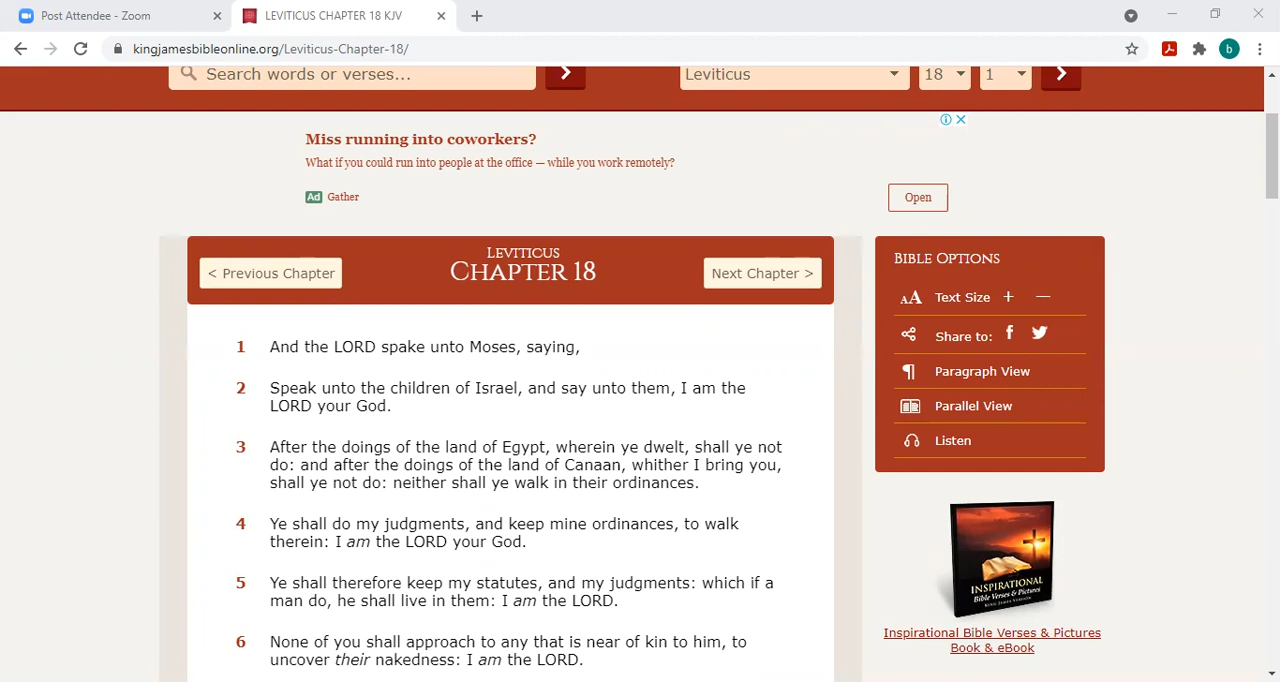 Post Attendee - Zoom
LEVITICUS CHAPTER 18 KJV
kingjamesbibleonline.org/Leviticus-Chapter-18/
b
Search words or verses...
Leviticus
18
1
Miss running into coworkers?
What if you could run into people at the office — while you work remotely?
Ad Gather
Open
LEVITICUS
CHAPTER 18
< Previous Chapter
Next Chapter >
1 And the LORD spake unto Moses, saying,
2 Speak unto the children of Israel, and say unto them, I am the
LORD your God.
3 After the doings of the land of Egypt, wherein ye dwelt, shall ye not
do: and after the doings of the land of Canaan, whither I bring you,
shall ye not do: neither shall ye walk in their ordinances.
4 Ye shall do my judgments, and keep mine ordinances, to walk
therein: I am the LORD your God.
5 Ye shall therefore keep my statutes, and my judgments: which if a
man do, he shall live in them: I am the LORD.
6 None of you shall approach to any that is near of kin to him, to
uncover their nakedness: I am the LORD.
BIBLE OPTIONS
AA Text Size + —
Share to:
Paragraph View
Parallel View
Listen
INSPIRATIONAL
Bible Verses & Pictures
KING JAMES VERSION
Inspirational Bible Verses & Pictures
Book & eBook